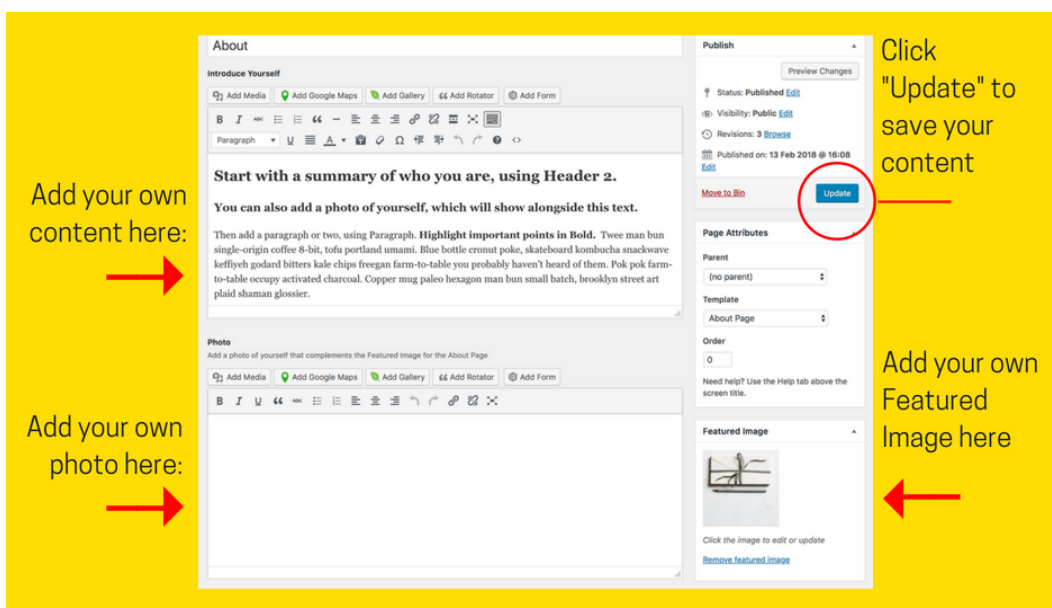 About
Introduce Yourself
Add Media Add Google Maps Add Gallery Add Rotator Add Form
B I ABC
Paragraph U A Ω
Start with a summary of who you are, using Header 2.
You can also add a photo of yourself, which will show alongside this text.
Then add a paragraph or two, using Paragraph. Highlight important points in Bold. Twee man bun
single-origin coffee 8-bit, tofu portland umami. Blue bottle cronut poke, skateboard kombucha snackwave
keffiyeh godard bitters kale chips freegan farm-to-table you probably haven't heard of them. Pok pok farm-
to-table occupy activated charcoal. Copper mug paleo hexagon man bun small batch, brooklyn street art
plaid shaman glossier.
Photo
Add a photo of yourself that complements the Featured Image for the About Page
Add Media Add Google Maps Add Gallery Add Rotator Add Form
B I U ABC
Add your own
content here:
Add your own
photo here:
Publish
Preview Changes
Status: Published Edit
Visibility: Public Edit
Revisions: 3 Browse
Published on: 13 Feb 2018 @ 16:08
Edit
Move to Bin Update
Page Attributes
Parent
(no parent)
Template
About Page
Order
0
Need help? Use the Help tab above the
screen title.
Featured Image
Click the image to edit or update
Remove featured image
Click
"Update" to
save your
content
Add your own
Featured
Image here